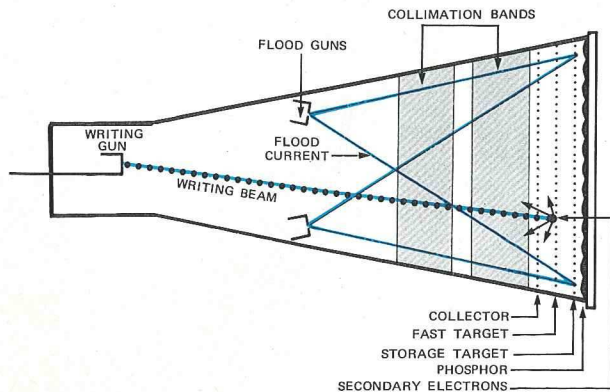 COLLIMATION BANDS
FLOOD GUNS
WRITING
GUN
FLOOD
CURRENT
WRITING BEAM
COLLECTOR
FAST TARGET
STORAGE TARGET
PHOSPHOR
SECONDARY ELECTRONS